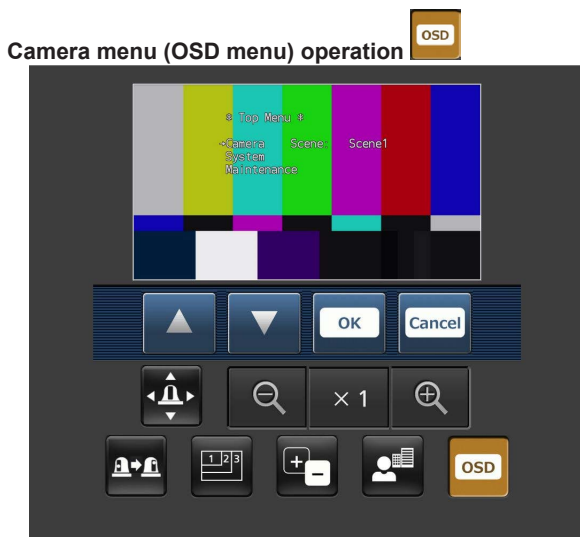 Camera menu (OSD menu) operation OSD
* Top Menu *
→Camera Scene: Scene1
System
Maintenance
OK Cancel
× 1
1 2 3
OSD